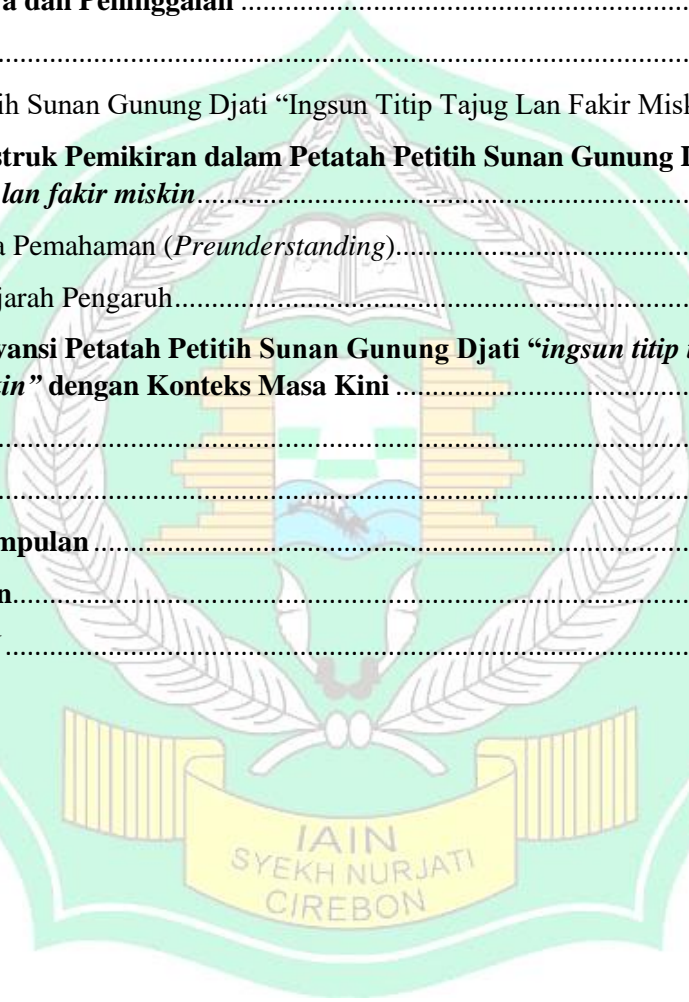 a dan Peninggalan ........................................................
................................................................................
ih Sunan Gunung Djati “Ingsun Titip Tajug Lan Fakir Misk
struk Pemikiran dalam Petatah Petitih Sunan Gunung D
lan fakir miskin..............................................................
a Pemahaman (Preunderstanding).....................................
jarah Pengaruh................................................................
vansi Petatah Petitih Sunan Gunung Djati “ingsun titip
in” dengan Konteks Masa Kini ........................................
................................................................................
................................................................................
mpulan ..........................................................................
n..................................................................................
................................................................................
IAIN
SYEKH NURJATI
CIREBON